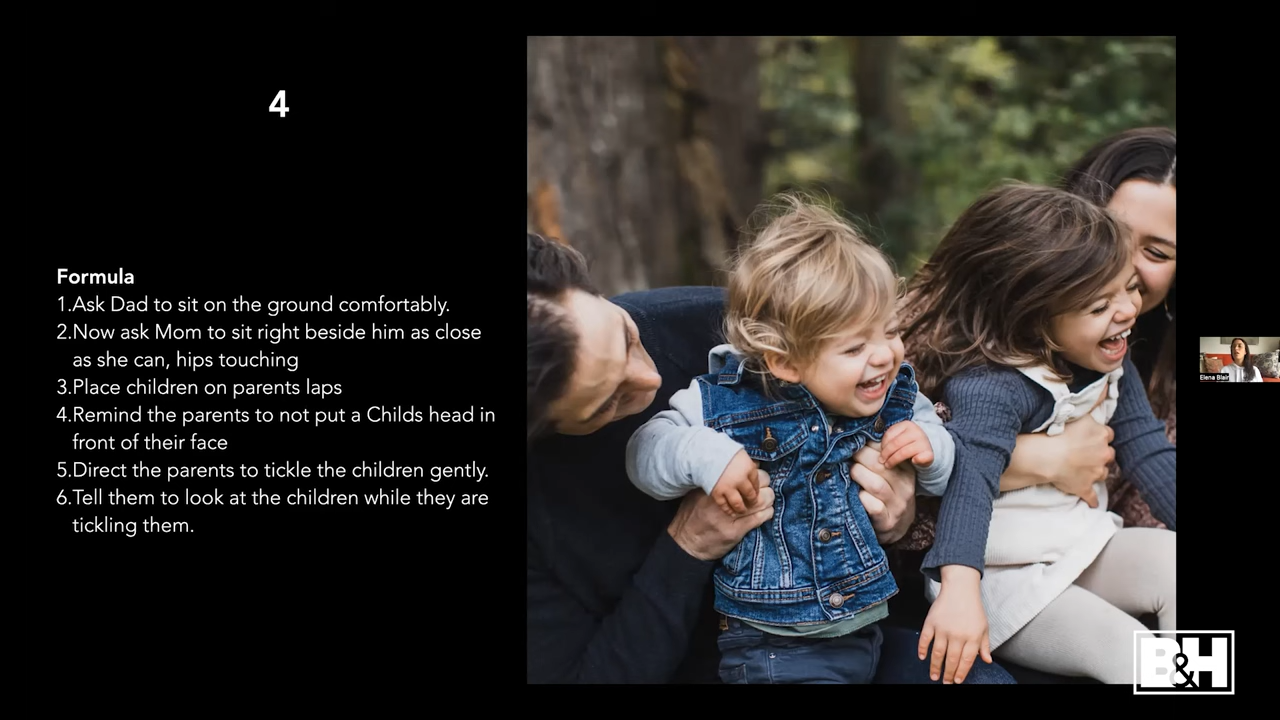 4
Formula
1.Ask Dad to sit on the ground comfortably.
2.Now ask Mom to sit right beside him as close
as she can, hips touching
3.Place children on parents laps
4.Remind the parents to not put a Childs head in
front of their face
5.Direct the parents to tickle the children gently.
6.Tell them to look at the children while they are
tickling them.
Elena Blair
B&H